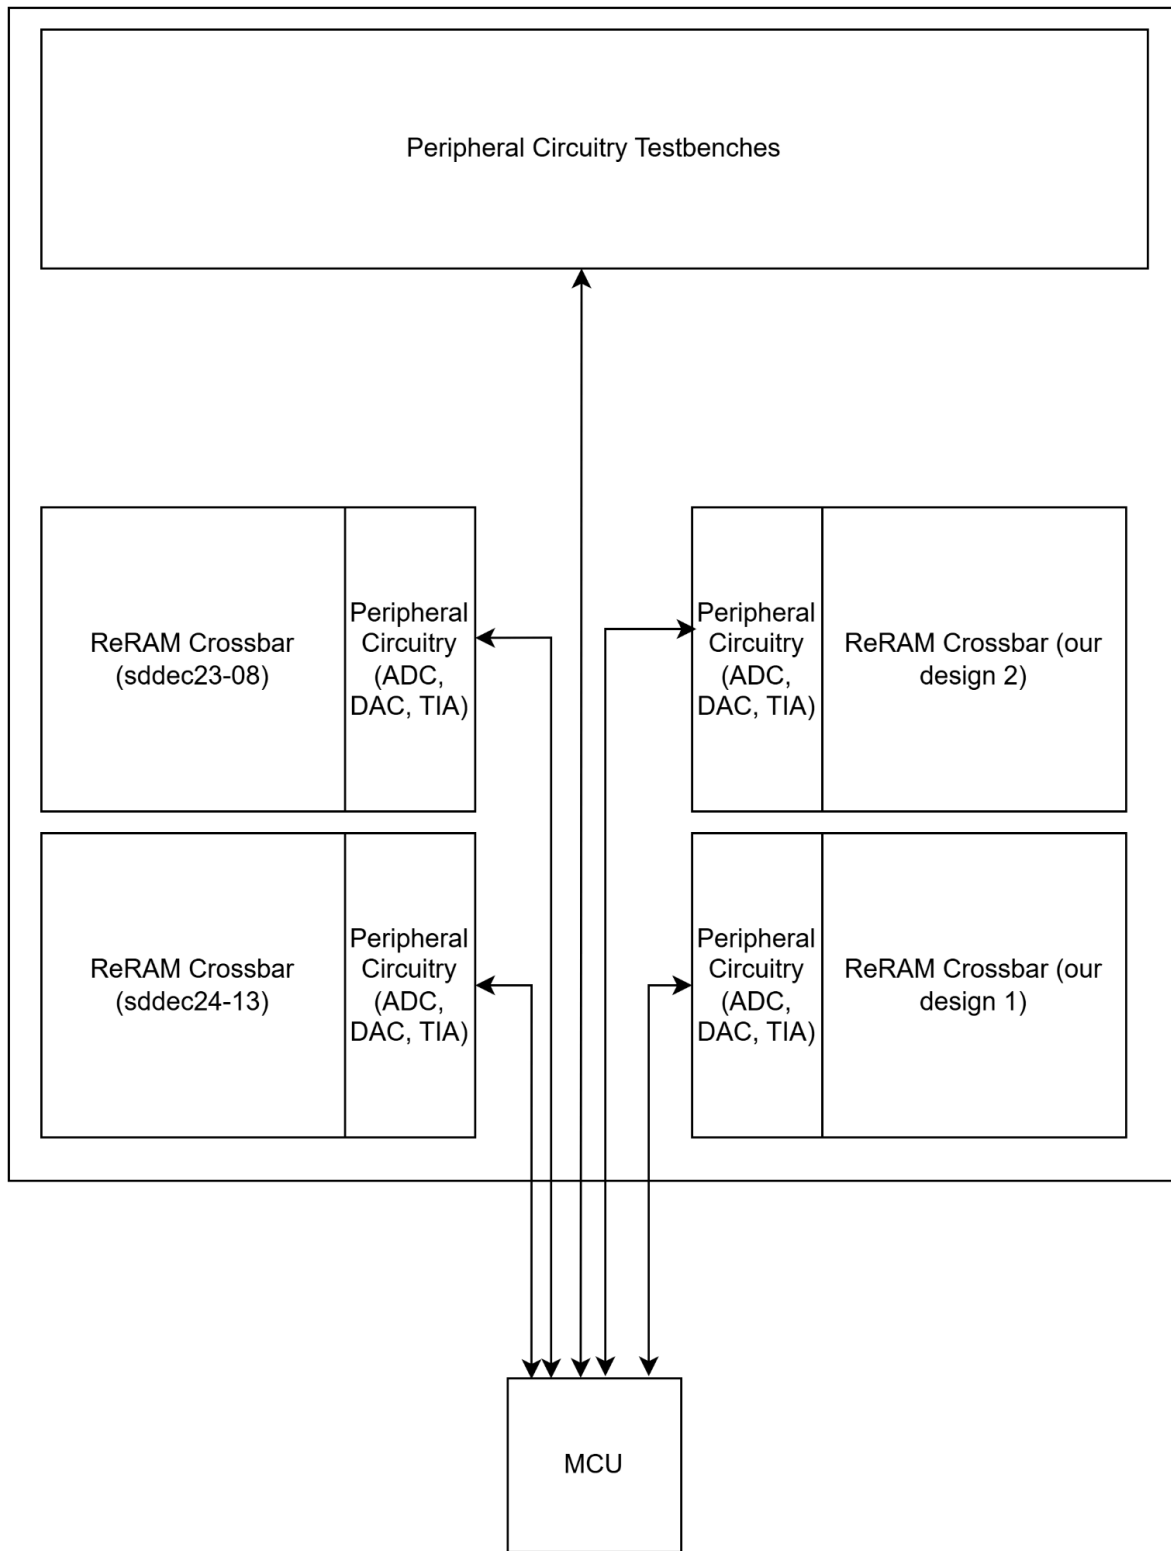 Peripheral Circuitry Testbenches
ReRAM Crossbar
(sddec23-08)
Peripheral
Circuitry
(ADC,
DAC, TIA)
Peripheral
Circuitry
(ADC,
DAC, TIA)
ReRAM Crossbar (our
design 2)
ReRAM Crossbar
(sddec24-13)
Peripheral
Circuitry
(ADC,
DAC, TIA)
Peripheral
Circuitry
(ADC,
DAC, TIA)
ReRAM Crossbar (our
design 1)
MCU